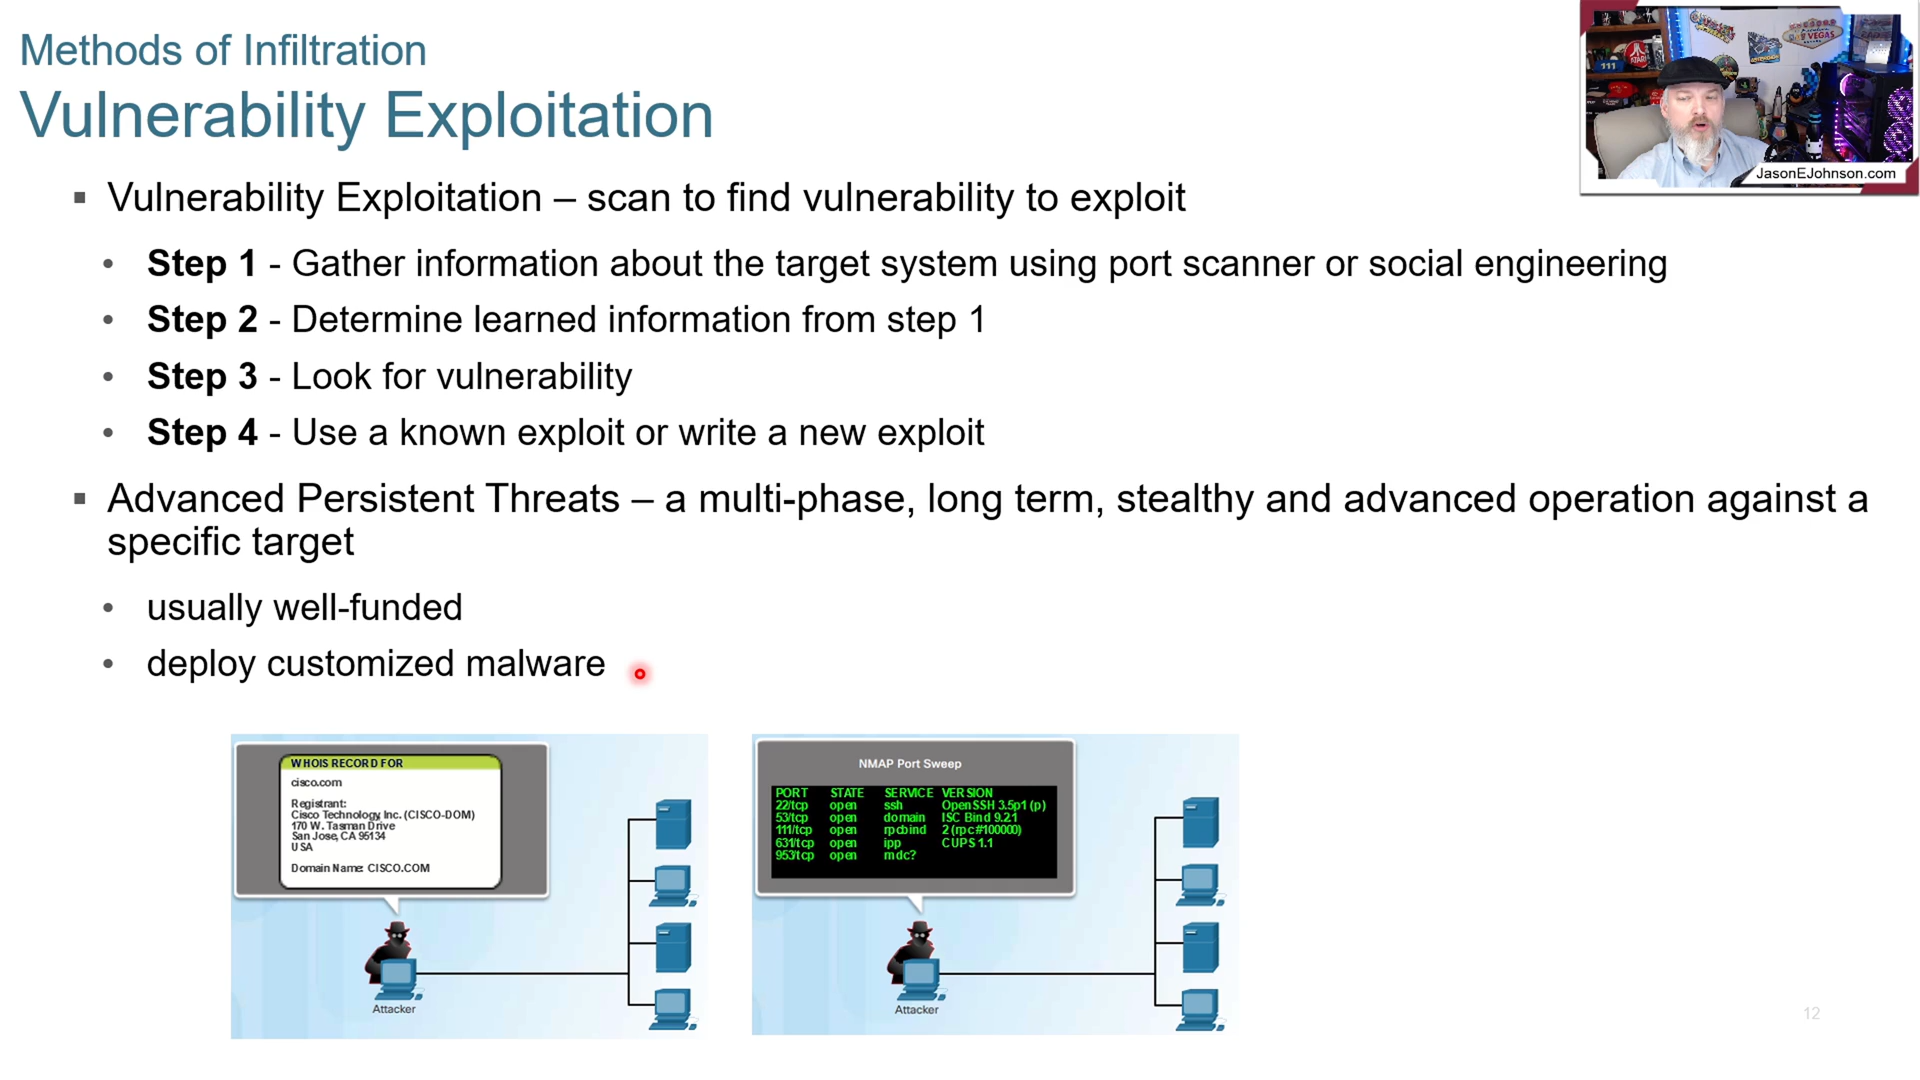 Methods of Infiltration
Vulnerability Exploitation
Vulnerability Exploitation – scan to find vulnerability to exploit
Step 1 - Gather information about the target system using port scanner or social engineering
Step 2 - Determine learned information from step 1
Step 3 - Look for vulnerability
Step 4 - Use a known exploit or write a new exploit
Advanced Persistent Threats – a multi-phase, long term, stealthy and advanced operation against a
specific target
usually well-funded
deploy customized malware
ATARI
111
VEGAS
JasonEJohnson.com
WHOIS RECORD FOR
cisco.com
Registrant:
Cisco Technology, Inc. (CISCO-DOM)
170 W. Tasman Drive
San Jose, CA 95134
USA
Domain Name: CISCO.COM
Attacker
NMAP Port Sweep
PORT STATE SERVICE VERSION
22/tcp open ssh OpenSSH 3.5p1 (p)
53/tcp open domain ISC Bind 9.2.1
111/tcp open rpcbind 2 (rpc#100000)
631/tcp open ipp CUPS 1.1
953/tcp open mdc?
Attacker
12